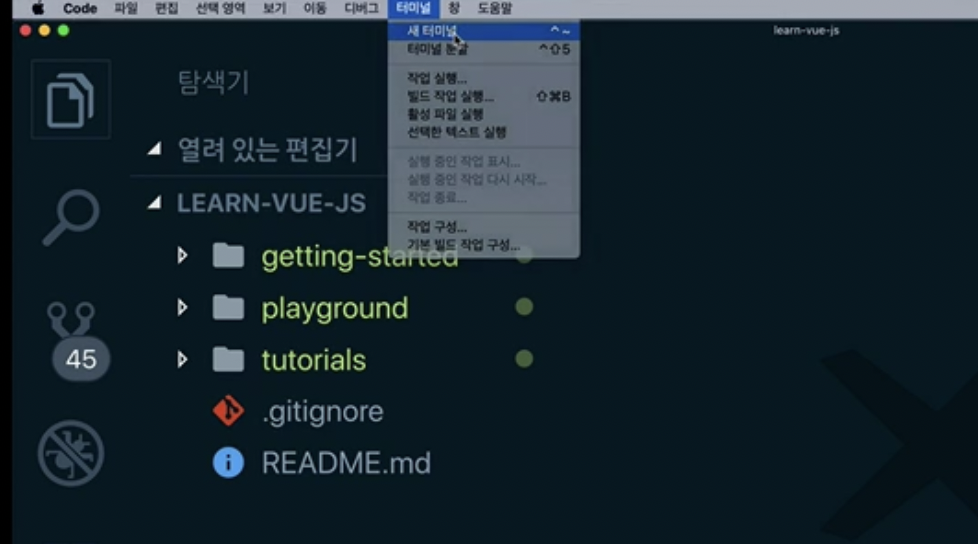 Code 파일 편집 선택 영역 보기 이동 디버그 터미널 창 도움말
learn-vue-js
새 터미널 ^~
터미널 분할 ^⇧5
작업 실행...
빌드 작업 실행... ⇧⌘B
활성 파일 실행
선택한 텍스트 실행
실행 중인 작업 표시...
실행 중인 작업 다시 시작...
작업 종료...
작업 구성...
기본 빌드 작업 구성...
탐색기
열려 있는 편집기
LEARN-VUE-JS
getting-started
playground
tutorials
.gitignore
README.md
45